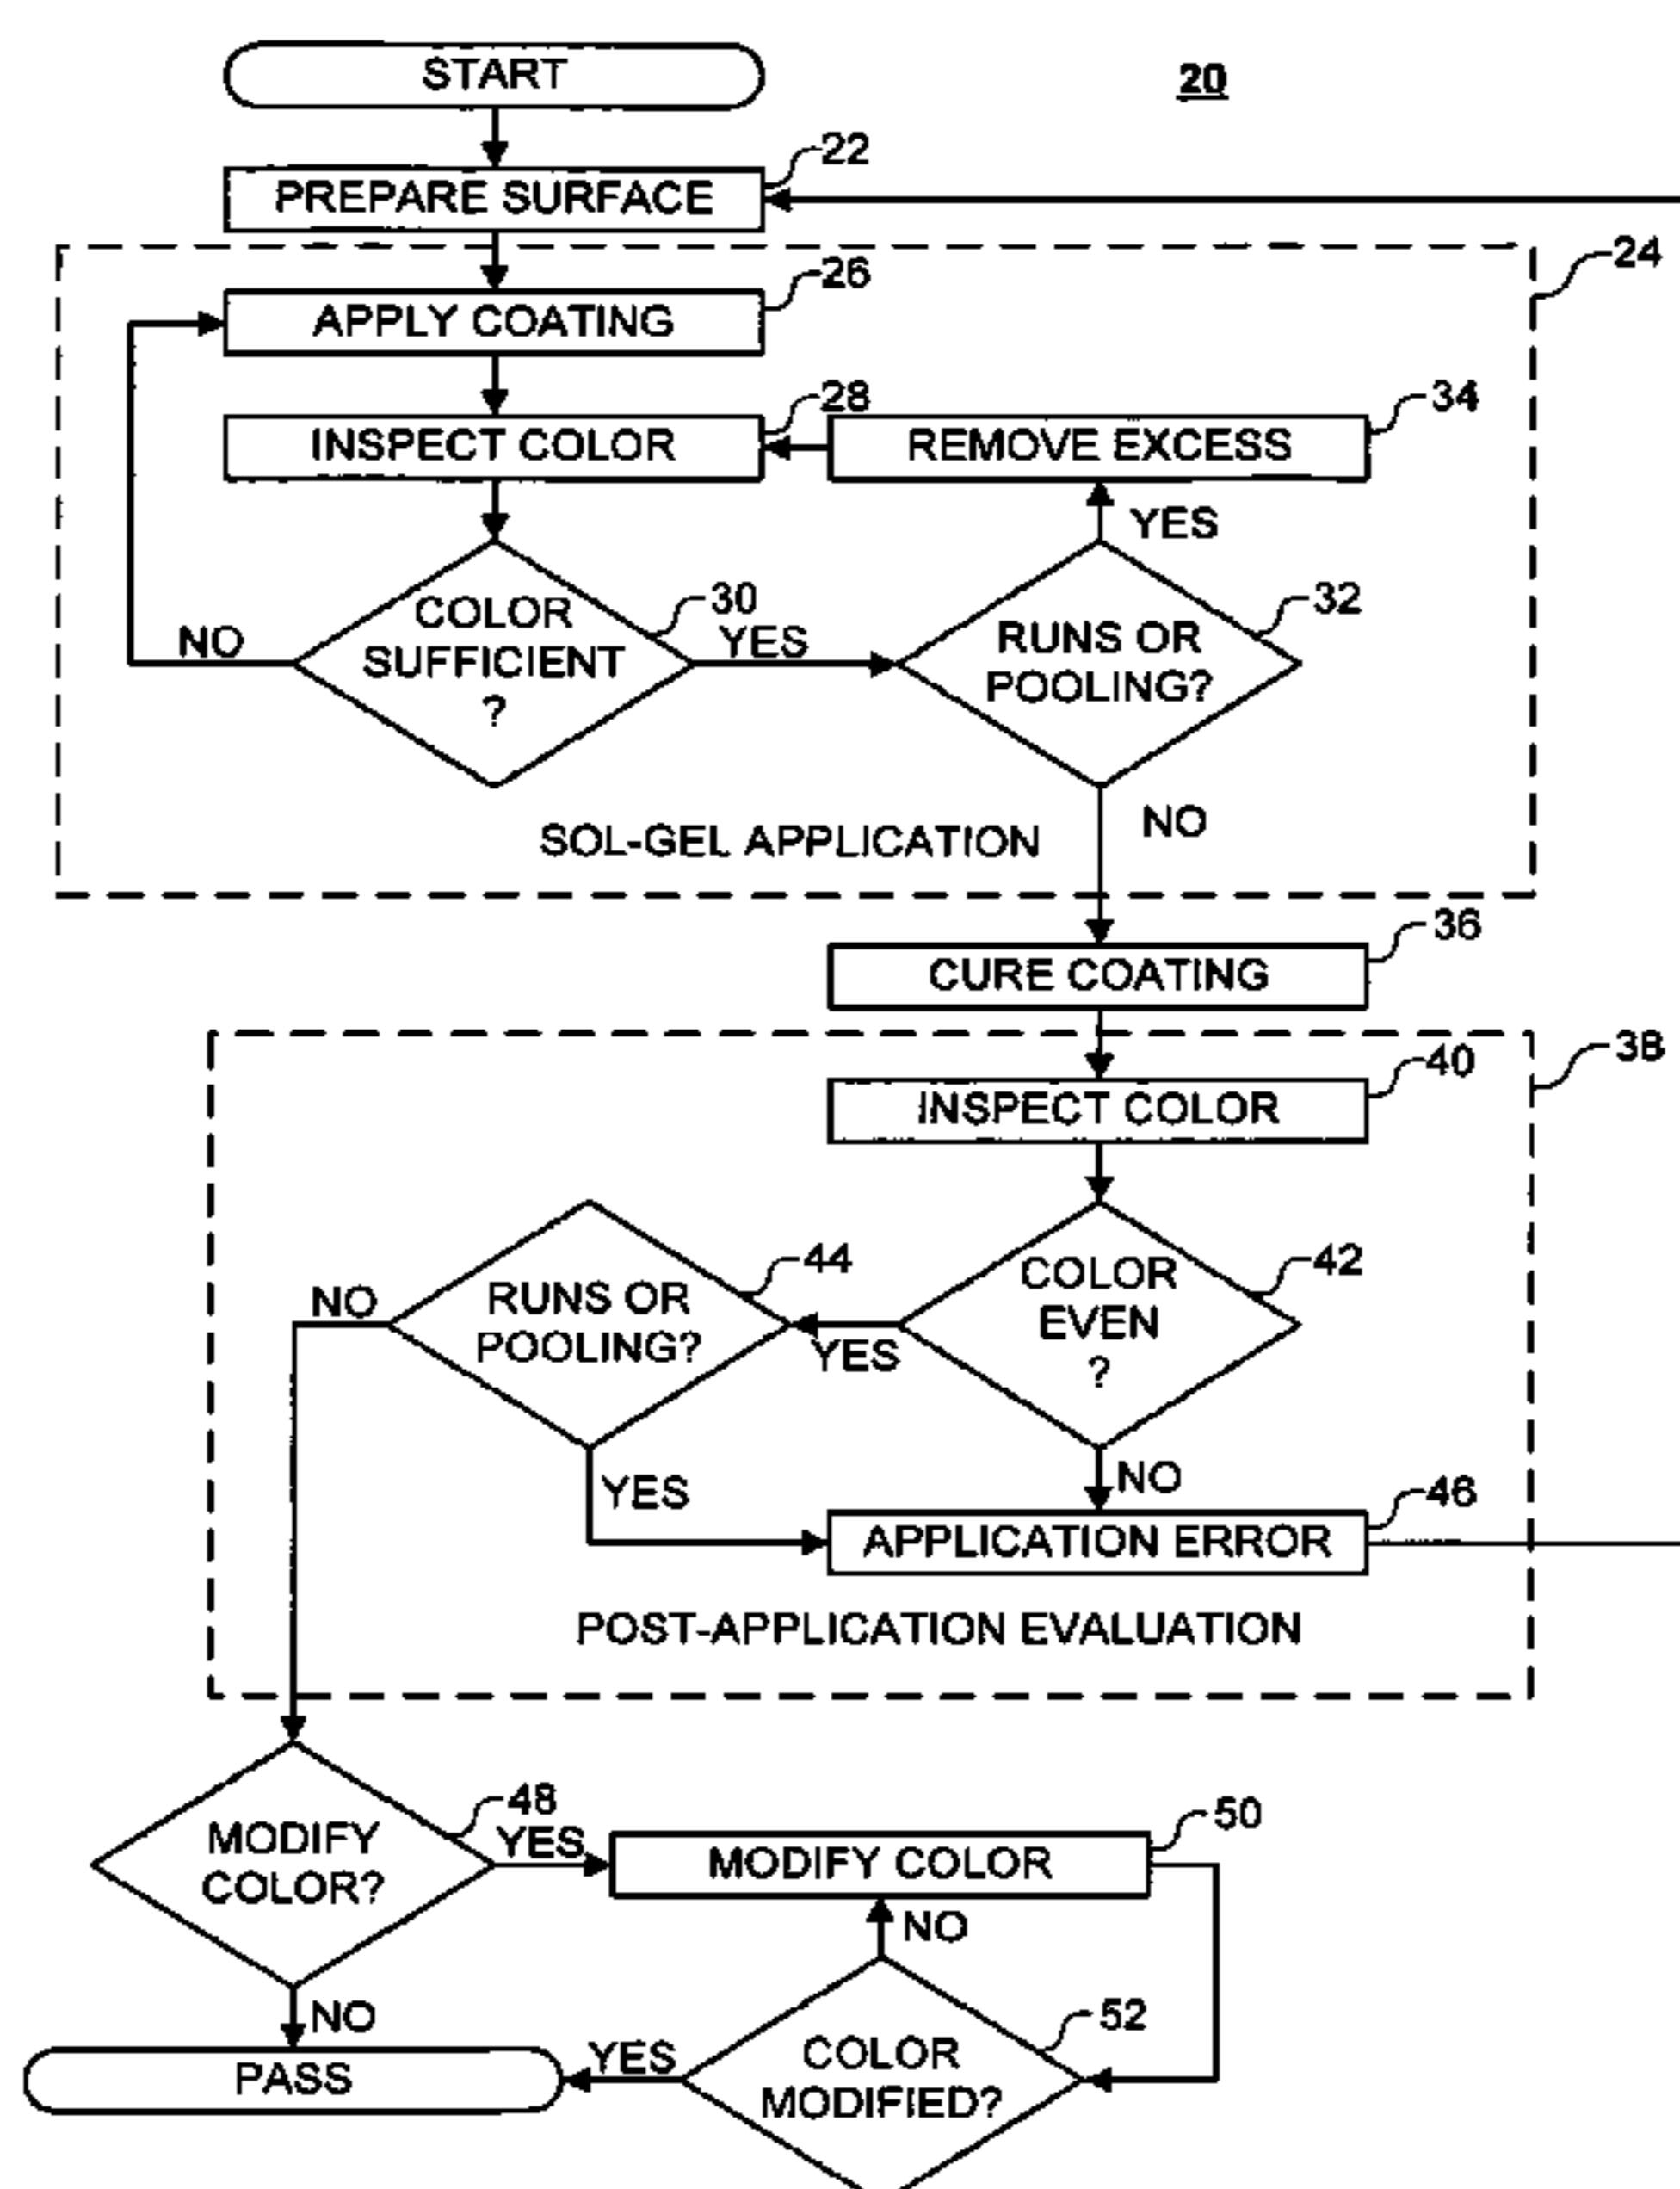 START
20
22
PREPARE SURFACE
24
26
APPLY COATING
28
INSPECT COLOR
34
REMOVE EXCESS
YES
30
COLOR
SUFFICIENT
?
NO
YES
32
RUNS OR
POOLING?
NO
SOL-GEL APPLICATION
36
CURE COATING
38
40
INSPECT COLOR
42
COLOR
EVEN
?
YES
44
RUNS OR
POOLING?
NO
YES
NO
46
APPLICATION ERROR
POST-APPLICATION EVALUATION
48
MODIFY
COLOR?
YES
50
MODIFY COLOR
NO
NO
52
COLOR
MODIFIED?
YES
PASS